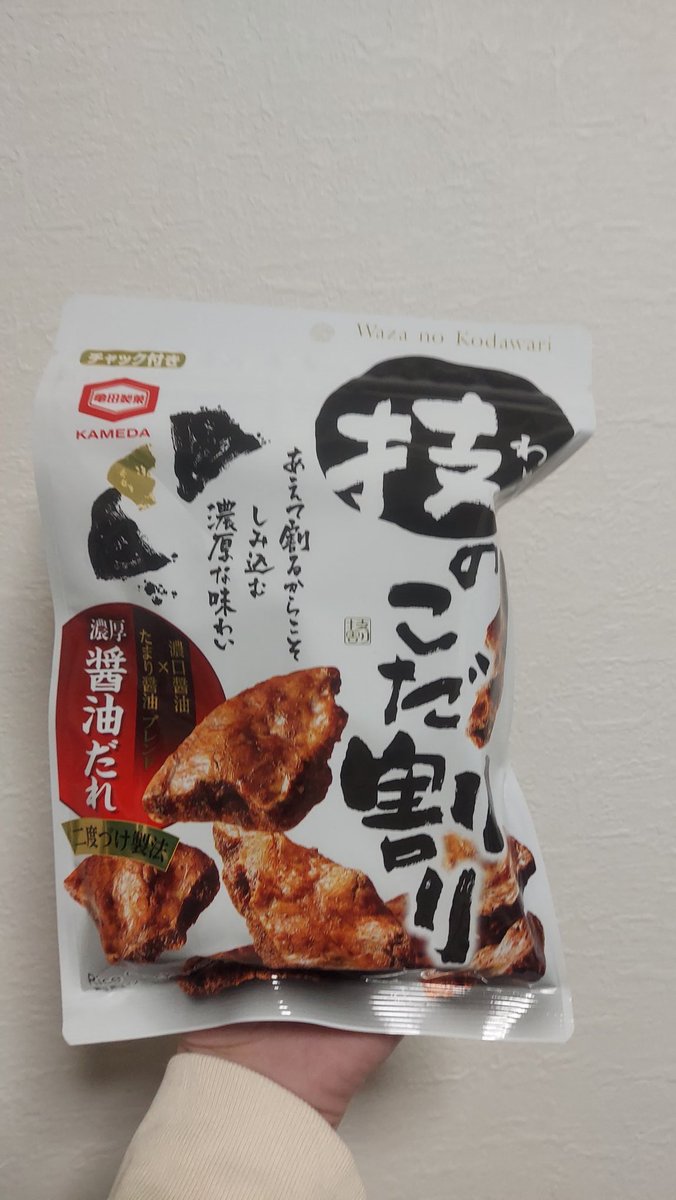 Waza no Kodawari
チャック付き
亀田製菓
KAMEDA
技の
こだ割り
わ
あえて割るからこそ
しみ込む
濃厚な味わい
技割
濃厚
醤油だれ
濃口醤油
×
たまり醤油 ブレンド
二度づけ製法